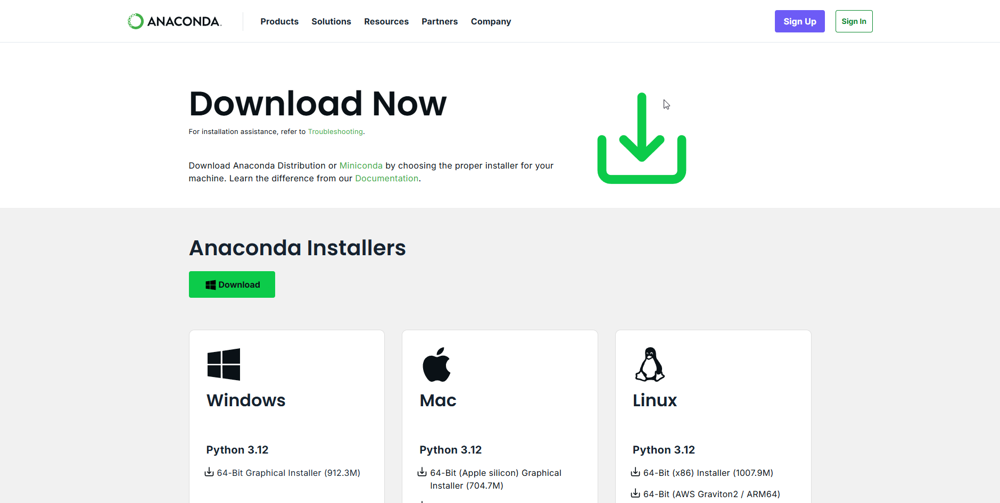 ANACONDA.
Products Solutions Resources Partners Company
Sign Up
Sign In
Download Now
For installation assistance, refer to Troubleshooting.
Download Anaconda Distribution or Miniconda by choosing the proper installer for your
machine. Learn the difference from our Documentation.
Anaconda Installers
Download
Windows
Python 3.12
64-Bit Graphical Installer (912.3M)
Mac
Python 3.12
64-Bit (Apple silicon) Graphical
Installer (704.7M)
Linux
Python 3.12
64-Bit (x86) Installer (1007.9M)
64-Bit (AWS Graviton2 / ARM64)